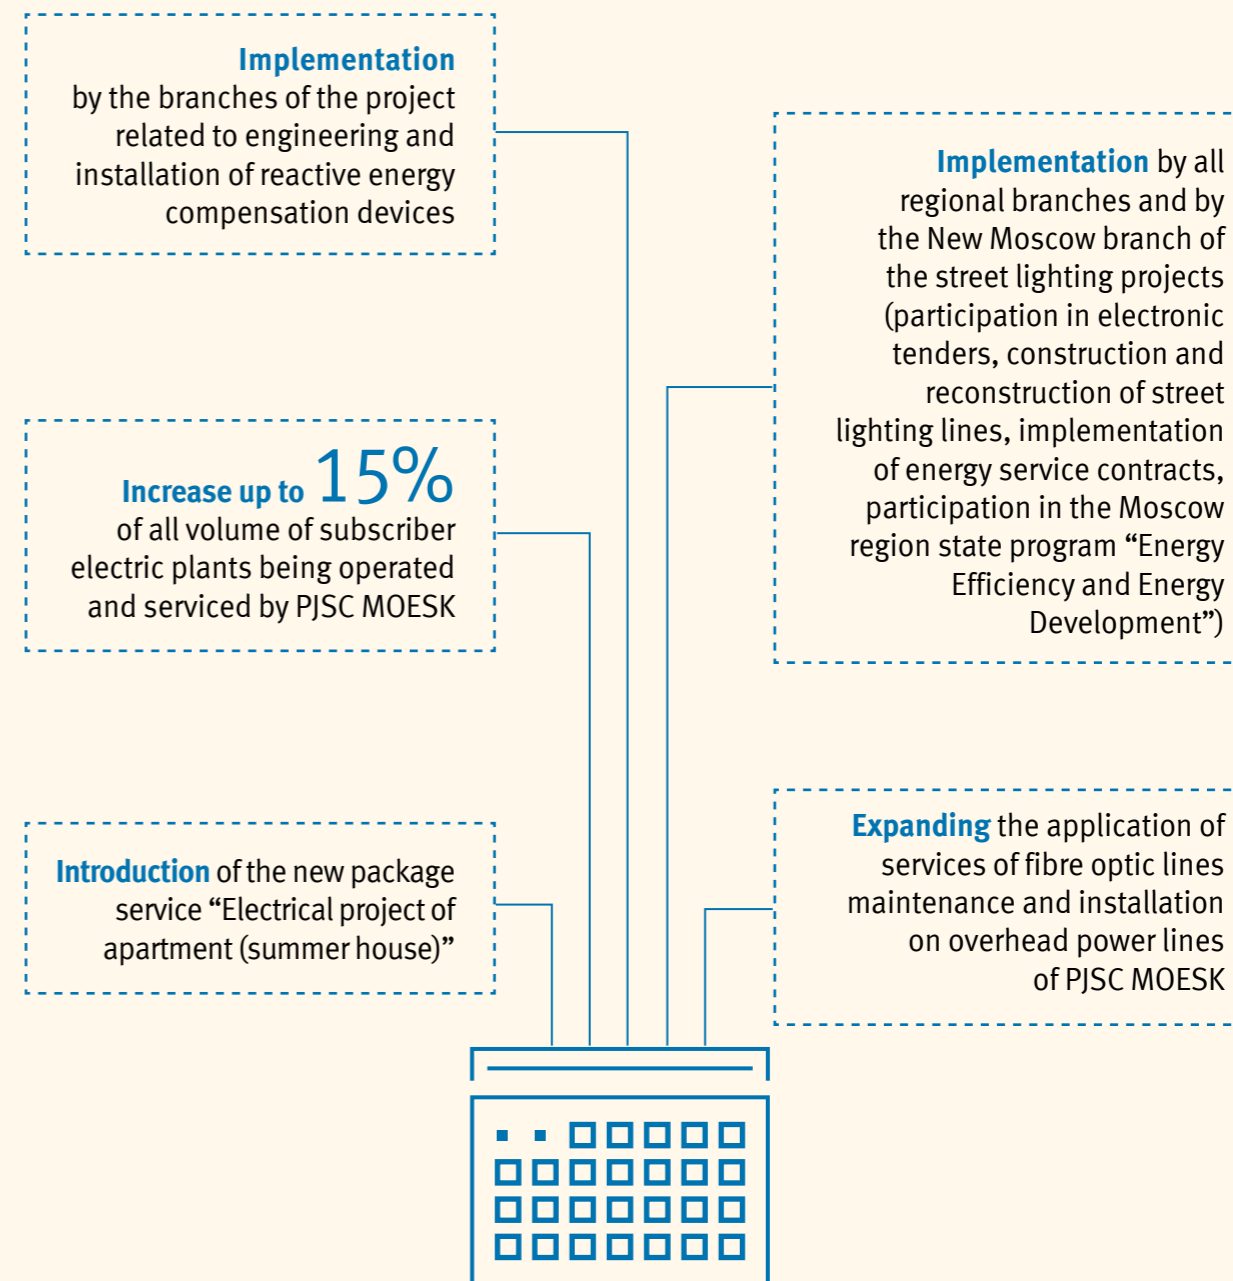 Implementation
by the branches of the project
related to engineering and
installation of reactive energy
compensation devices
Increase up to 15%
of all volume of subscriber
electric plants being operated
and serviced by PJSC MOESK
Introduction of the new package
service “Electrical project of
apartment (summer house)”
Implementation by all
regional branches and by
the New Moscow branch of
the street lighting projects
(participation in electronic
tenders, construction and
reconstruction of street
lighting lines, implementation
of energy service contracts,
participation in the Moscow
region state program “Energy
Efficiency and Energy
Development”)
Expanding the application of
services of fibre optic lines
maintenance and installation
on overhead power lines
of PJSC MOESK